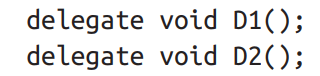 delegate void D1();
delegate void D2();